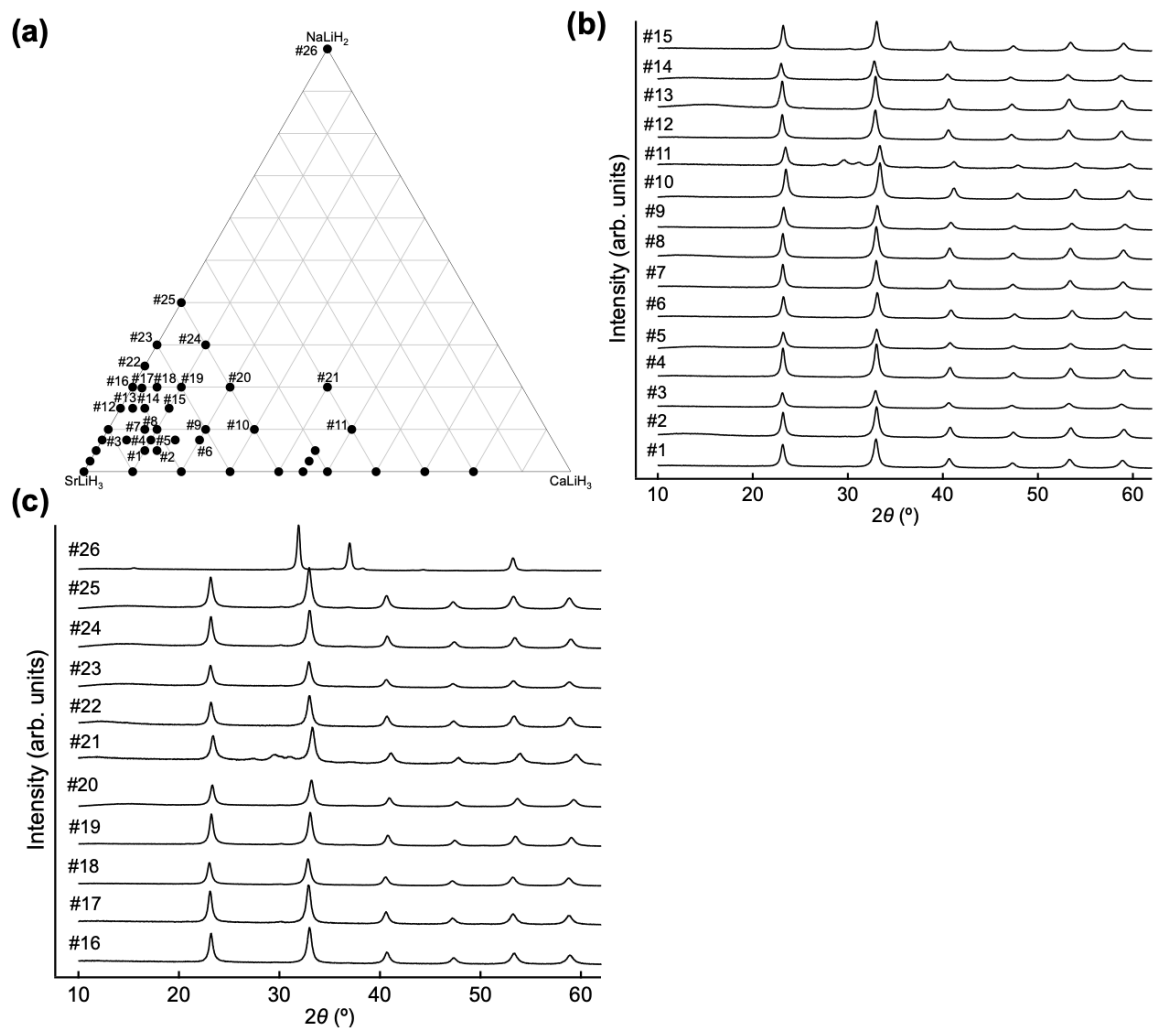 (a)
NaLiH2
#26
#25
#23 #24
#22
#16 #17 #18 #19 #20 #21
#12 #13 #14 #15
#7 #8 #9 #10 #11
#3 #4 #5 #6
#1 #2
SrLiH3 CaLiH3
(b)
Intensity (arb. units)
#15
#14
#13
#12
#11
#10
#9
#8
#7
#6
#5
#4
#3
#2
#1
10 20 30 40 50 60
2θ (º)
(c)
Intensity (arb. units)
#26
#25
#24
#23
#22
#21
#20
#19
#18
#17
#16
10 20 30 40 50 60
2θ (º)